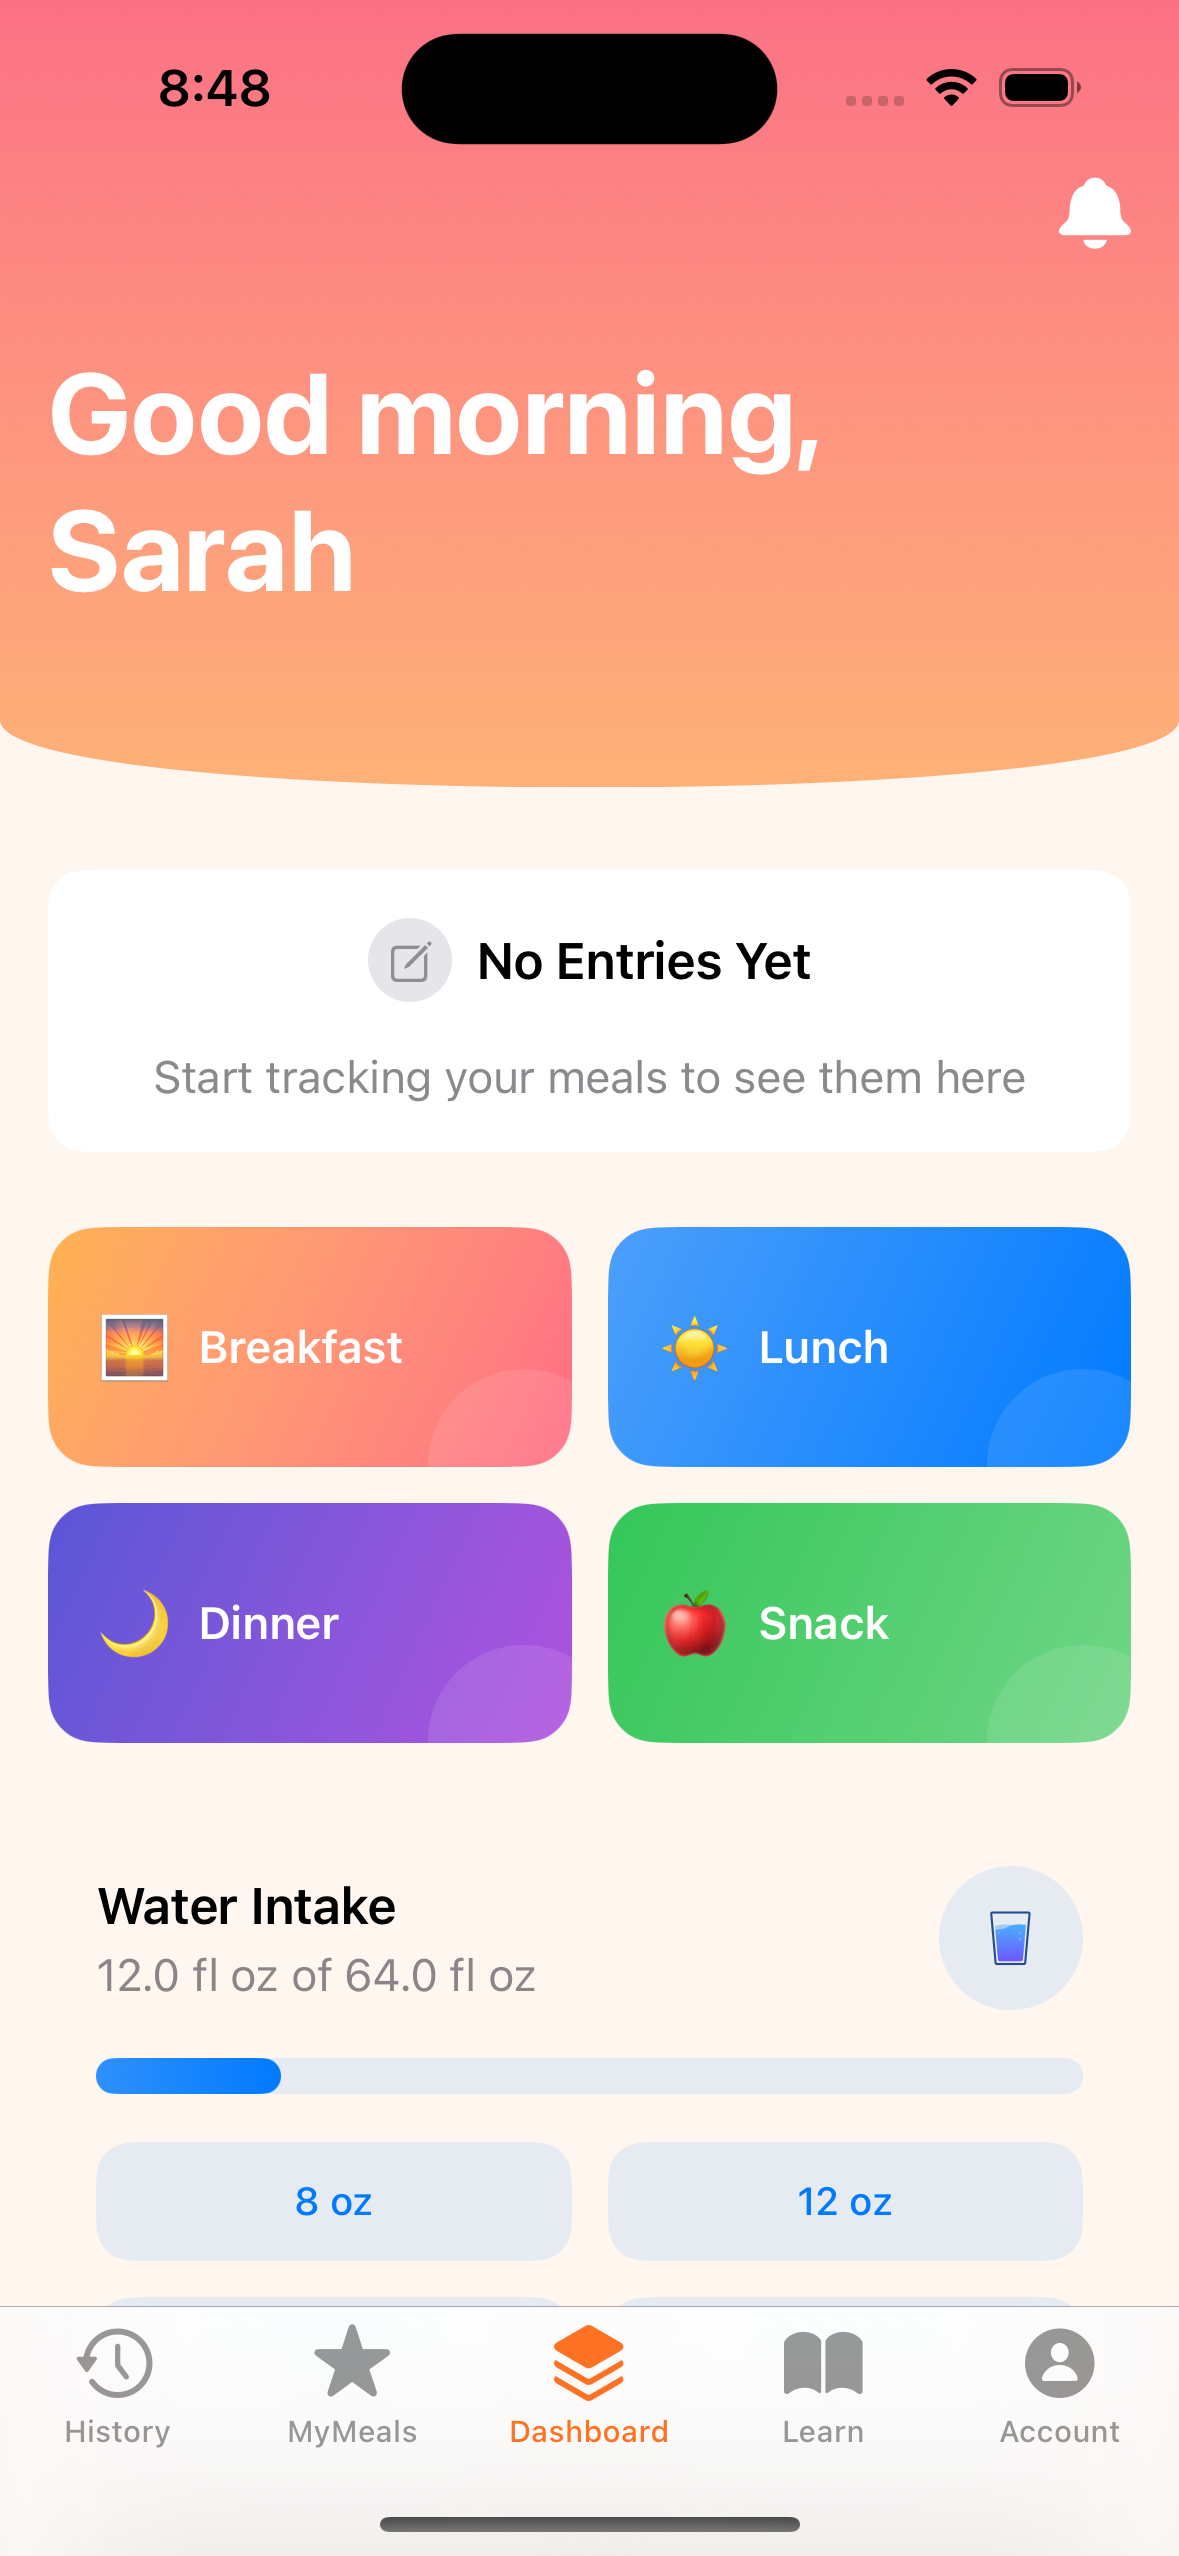 8:48
Good morning,
Sarah
No Entries Yet
Start tracking your meals to see them here
Breakfast
Lunch
Dinner
Snack
Water Intake
12.0 fl oz of 64.0 fl oz
8 oz
12 oz
History
MyMeals
Dashboard
Learn
Account